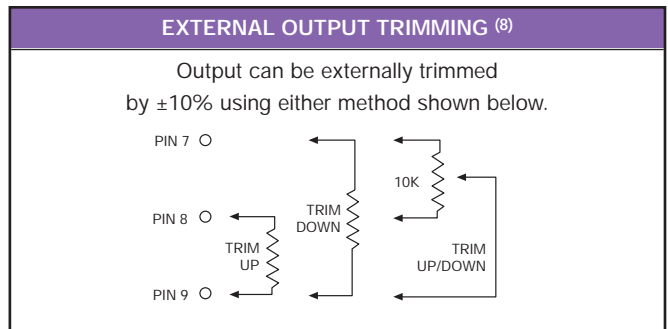 EXTERNAL OUTPUT TRIMMING (8)
Output can be externally trimmed
by ±10% using either method shown below.
PIN 7
10K
PIN 8
TRIM
DOWN
TRIM
UP
TRIM
UP/DOWN
PIN 9